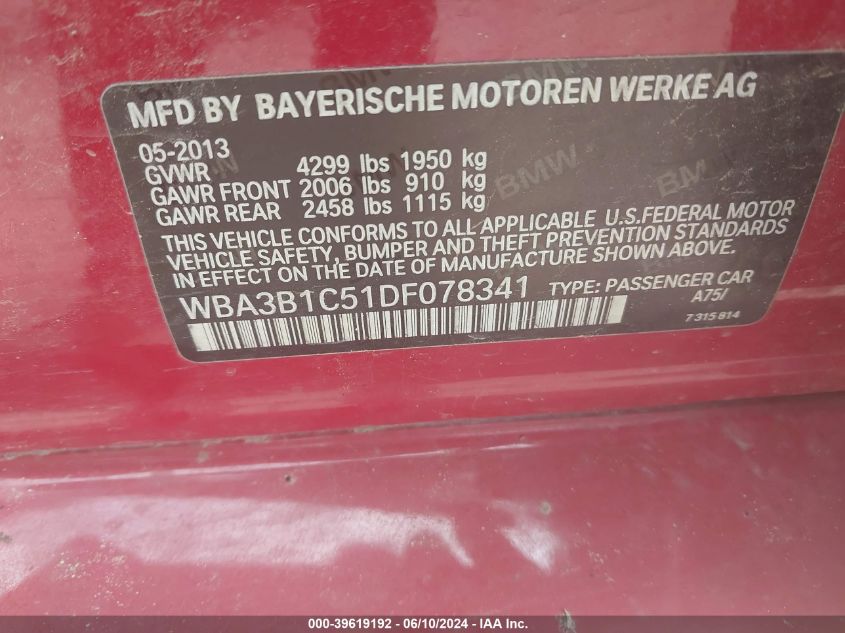 MFD BY BAYERISCHE MOTOREN WERKE AG
05-2013
GVWR 4299 lbs 1950 kg
GAWR FRONT 2006 lbs 910 kg
GAWR REAR 2458 lbs 1115 kg
THIS VEHICLE CONFORMS TO ALL APPLICABLE U.S.FEDERAL MOTOR
VEHICLE SAFETY, BUMPER AND THEFT PREVENTION STANDARDS
IN EFFECT ON THE DATE OF MANUFACTURE SHOWN ABOVE.
WBA3B1C51DF078341 TYPE: PASSENGER CAR
A75/
7 315 814
000-39619192 - 06/10/2024 - IAA Inc.